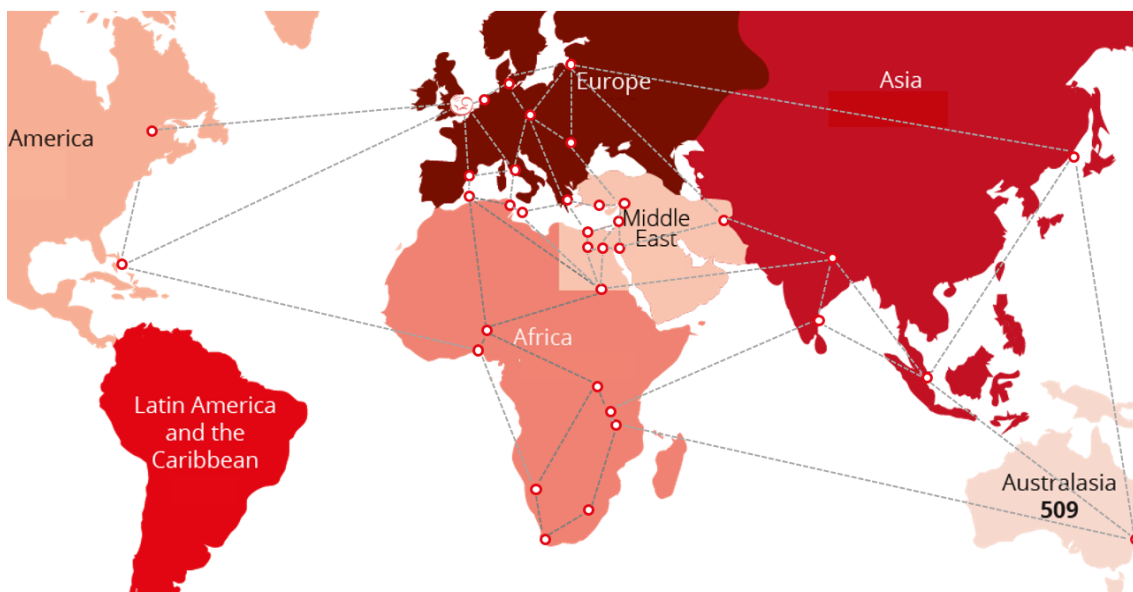 America
Europe
Asia
Middle
East
Africa
Latin America
and the
Caribbean
Australasia
509